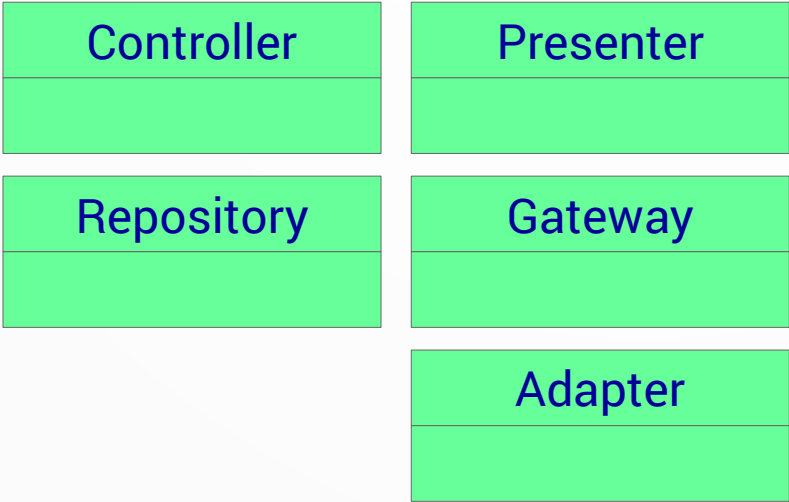 Controller
Presenter
Repository
Gateway
Adapter